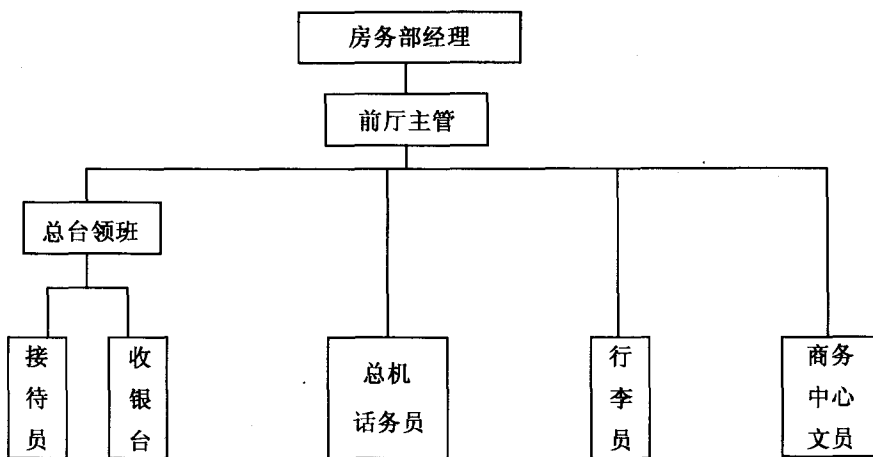 房务部经理
前厅主管
总台领班
接待员
收银台
总机
话务员
行李员
商务
中心
文员